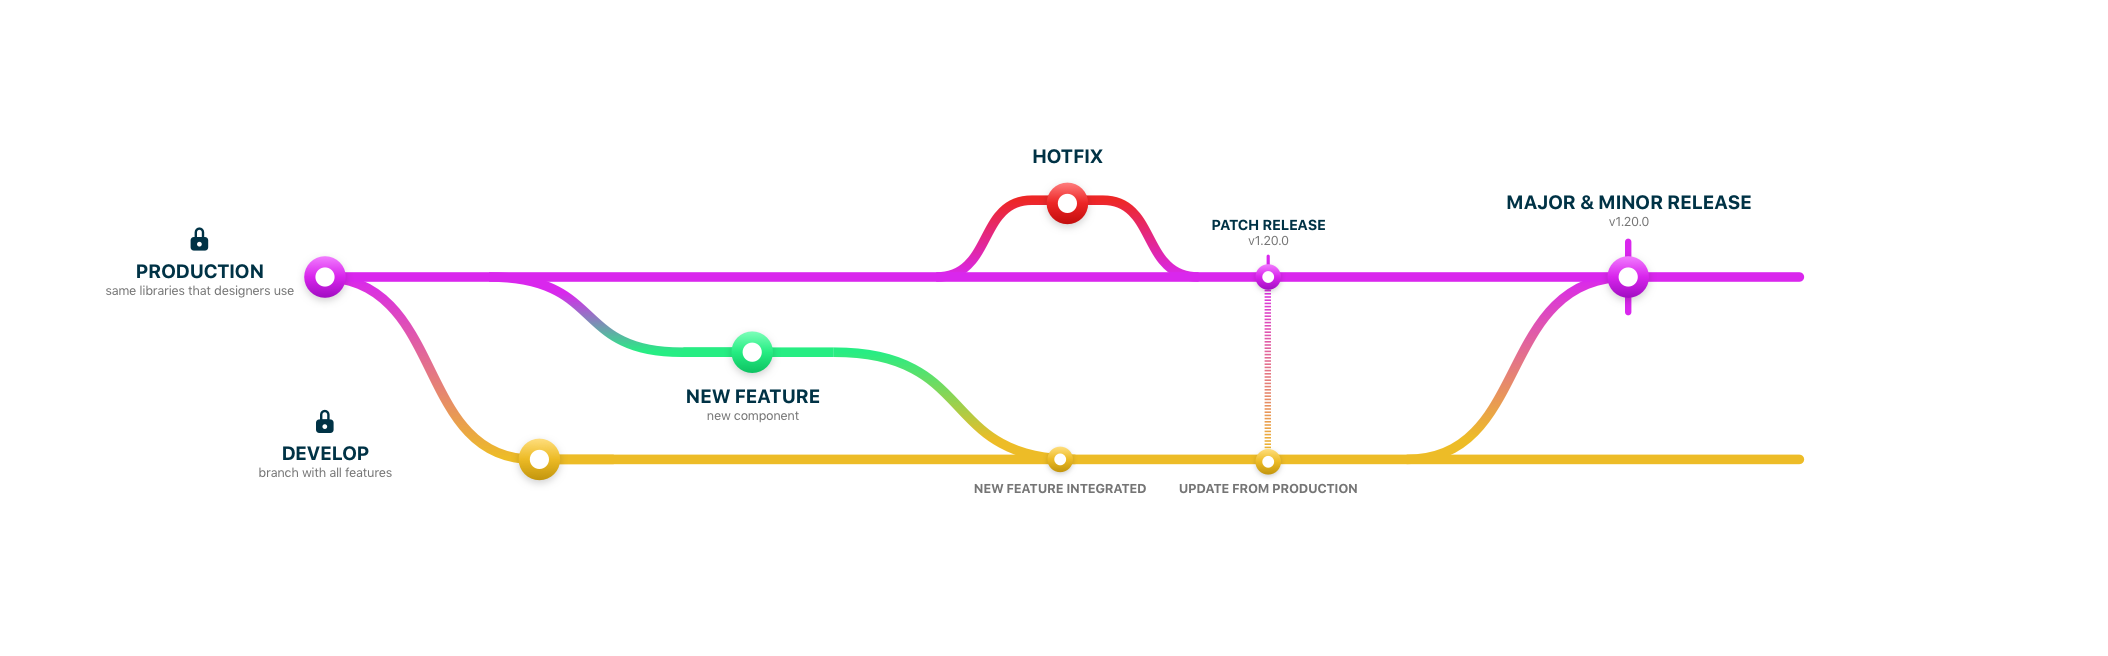 HOTFIX
MAJOR & MINOR RELEASE
v1.20.0
PATCH RELEASE
v1.20.0
PRODUCTION
same libraries that designers use
NEW FEATURE
new component
DEVELOP
branch with all features
NEW FEATURE INTEGRATED
UPDATE FROM PRODUCTION